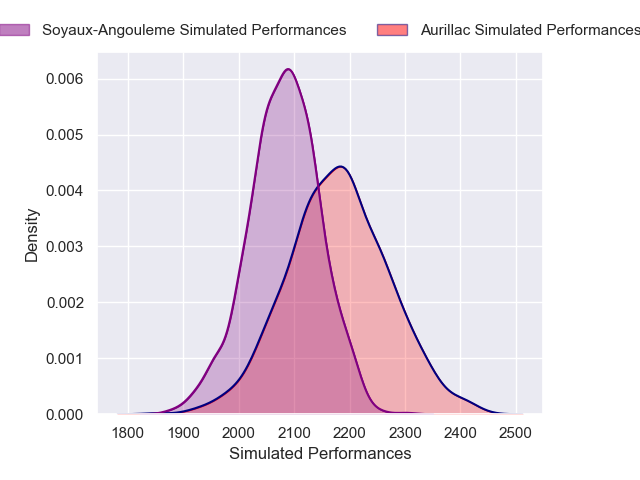 Soyaux-Angouleme Simulated Performances
Aurillac Simulated Performances
0.006
0.005
0.004
0.003
0.002
0.001
0.000
Density
1800 1900 2000 2100 2200 2300 2400 2500
Simulated Performances